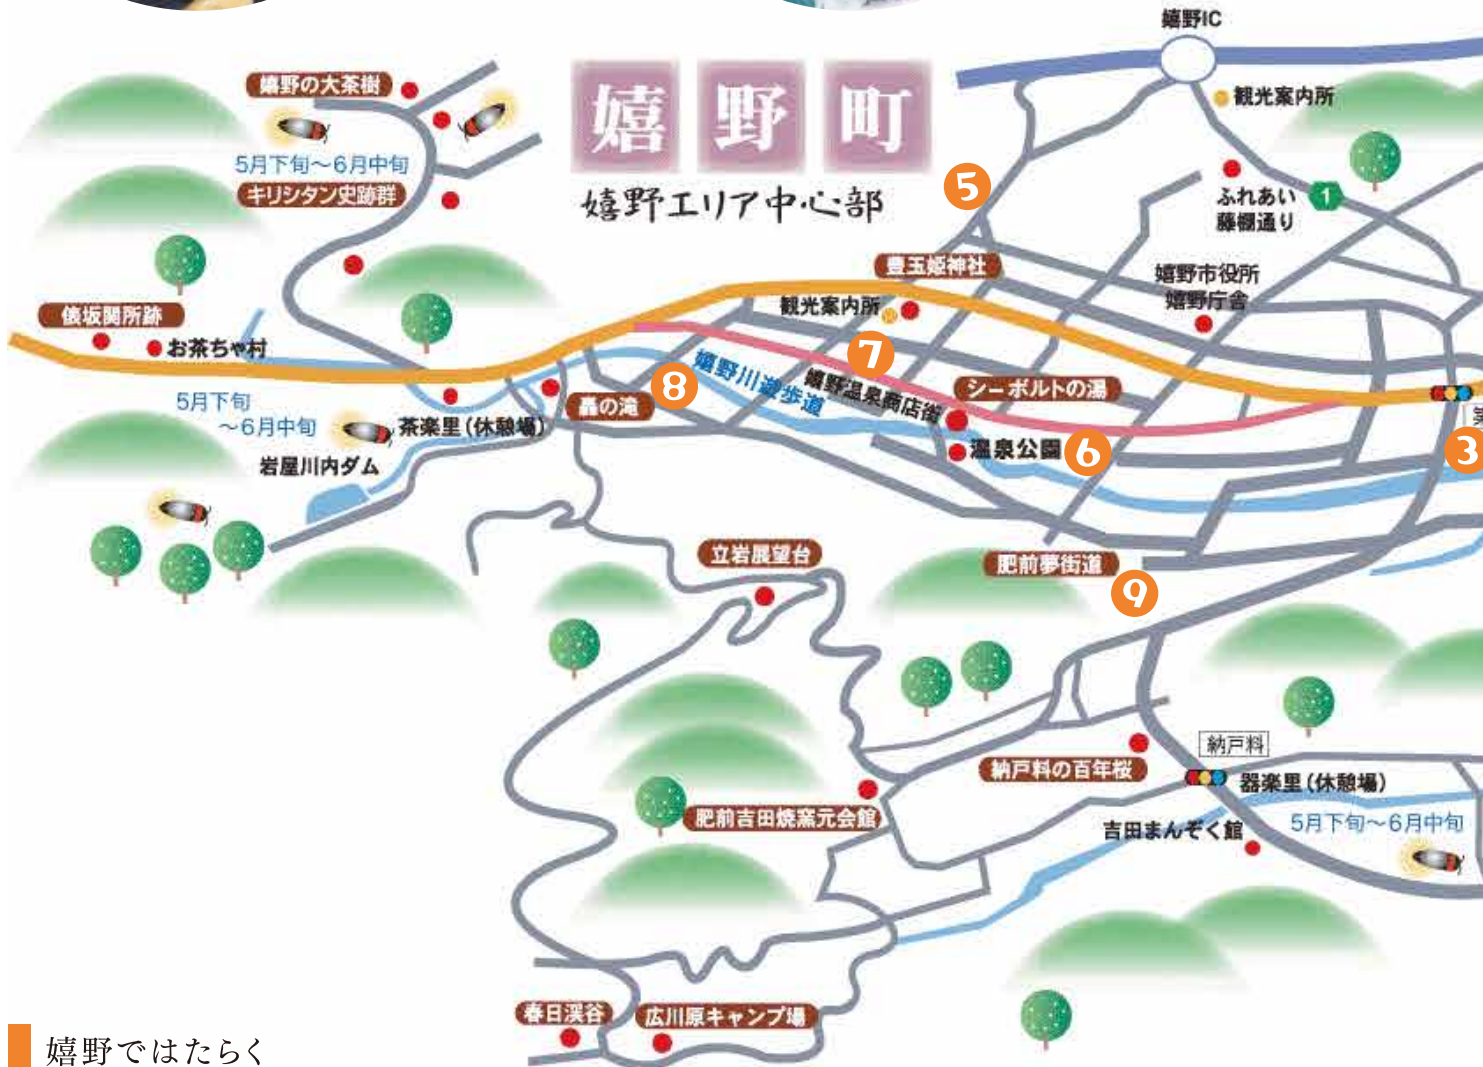 嬉野IC
観光案内所
嬉野の大茶樹
嬉野町
5月下旬～6月中旬
キリシタン史跡群
嬉野エリア中心部
5
ふれあい
藤棚通り
1
豊玉姫神社
嬉野市役所
嬉野庁舎
観光案内所
俵坂関所跡
お茶ちゃ村
7
嬉野川遊歩道
嬉野温泉商店街
シーボルトの湯
8
轟の滝
5月下旬
～6月中旬
茶楽里(休憩場)
温泉公園
6
3
岩屋川内ダム
立岩展望台
肥前夢街道
9
納戸料
納戸料の百年桜
器楽里(休憩場)
肥前吉田焼窯元会館
吉田まんぞく館
5月下旬～6月中旬
春日渓谷
広川原キャンプ場
嬉野ではたらく